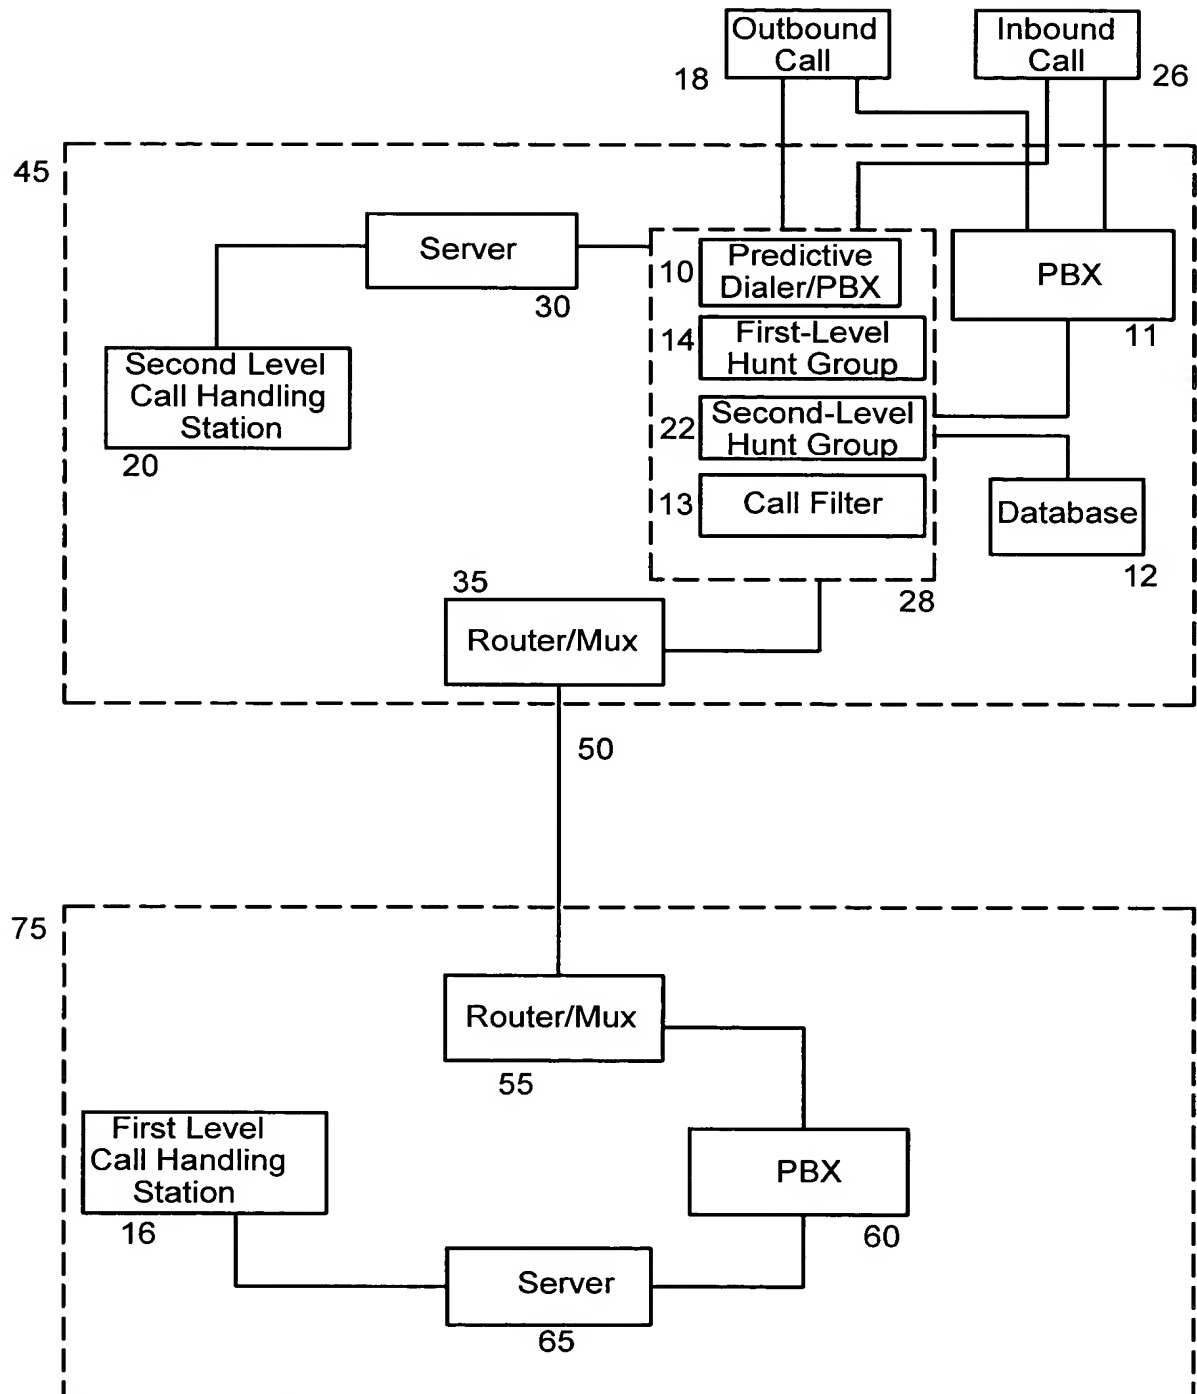 Outbound
Call
18
Inbound
Call
26
45
Server
30
10
Predictive
Dialer/PBX
PBX
11
14
First-Level
Hunt Group
Second Level
Call Handling
Station
20
22
Second-Level
Hunt Group
13
Call Filter
Database
12
28
35
Router/Mux
50
75
Router/Mux
55
First Level
Call Handling
Station
16
PBX
60
Server
65